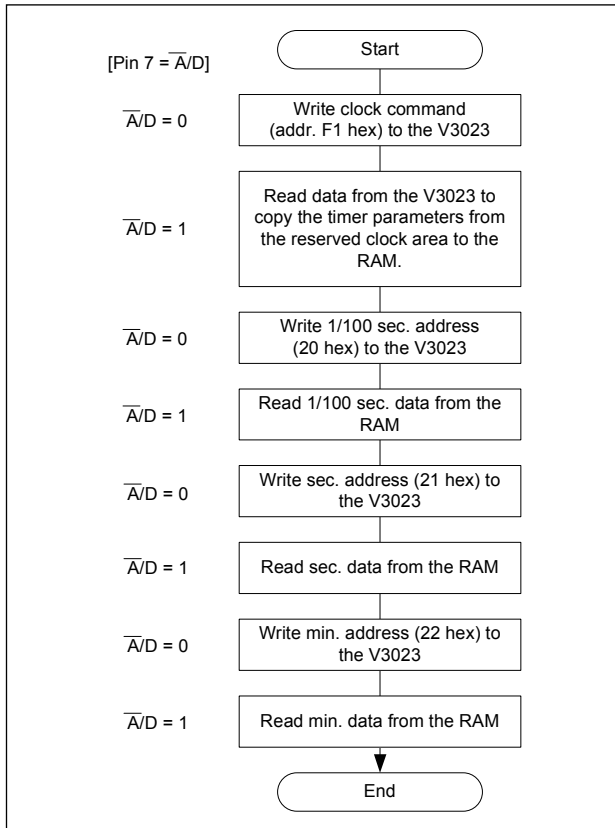 Start
[Pin 7 = A̅/D]
A̅/D = 0
Write clock command
(addr. F1 hex) to the V3023
A̅/D = 1
Read data from the V3023 to
copy the timer parameters from
the reserved clock area to the
RAM.
A̅/D = 0
Write 1/100 sec. address
(20 hex) to the V3023
A̅/D = 1
Read 1/100 sec. data from the
RAM
A̅/D = 0
Write sec. address (21 hex) to
the V3023
A̅/D = 1
Read sec. data from the RAM
A̅/D = 0
Write min. address (22 hex) to
the V3023
A̅/D = 1
Read min. data from the RAM
End